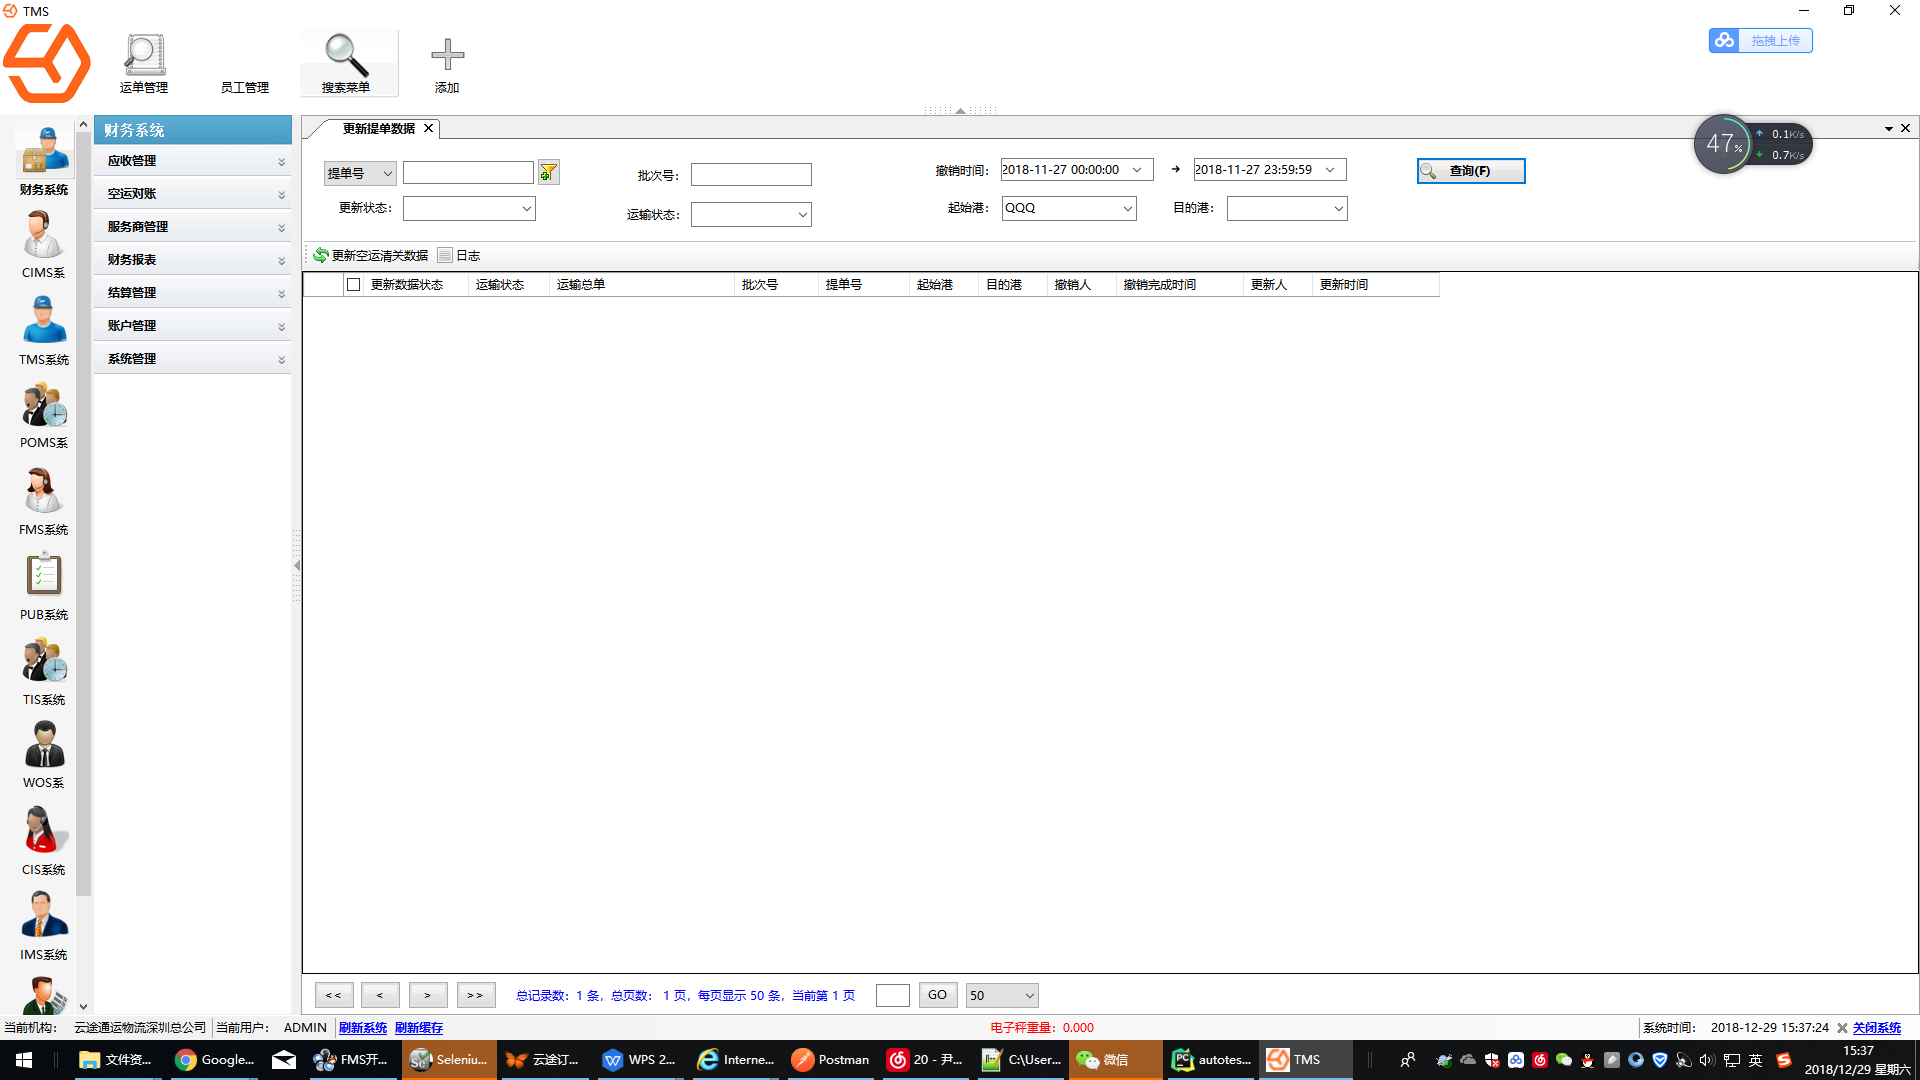 TMS
运单管理
员工管理
搜索菜单
添加
拖拽上传
财务系统
CIMS系
TMS系统
POMS系
FMS系统
PUB系统
TIS系统
WOS系
CIS系统
IMS系统
财务系统
应收管理
空运对账
服务商管理
财务报表
结算管理
账户管理
系统管理
更新提单数据
47%
0.1K/s
0.7K/s
提单号
批次号:
撤销时间:
2018-11-27 00:00:00
2018-11-27 23:59:59
查询(F)
更新状态:
运输状态:
起始港:
QQQ
目的港:
更新空运清关数据
日志
更新数据状态
运输状态
运输总单
批次号
提单号
起始港
目的港
撤销人
撤销完成时间
更新人
更新时间
<<
<
>
>>
总记录数: 1 条, 总页数: 1 页, 每页显示 50 条, 当前第 1 页
GO
50
当前机构: 云途通运物流深圳总公司
当前用户: ADMIN
刷新系统
刷新缓存
电子秤重量: 0.000
系统时间: 2018-12-29 15:37:24
关闭系统
文件资...
Google...
FMS开...
Seleniu...
云途订...
WPS 2...
Interne...
Postman
20 - 尹...
C:\User...
微信
autotes...
TMS
英
15:37
2018/12/29 星期六